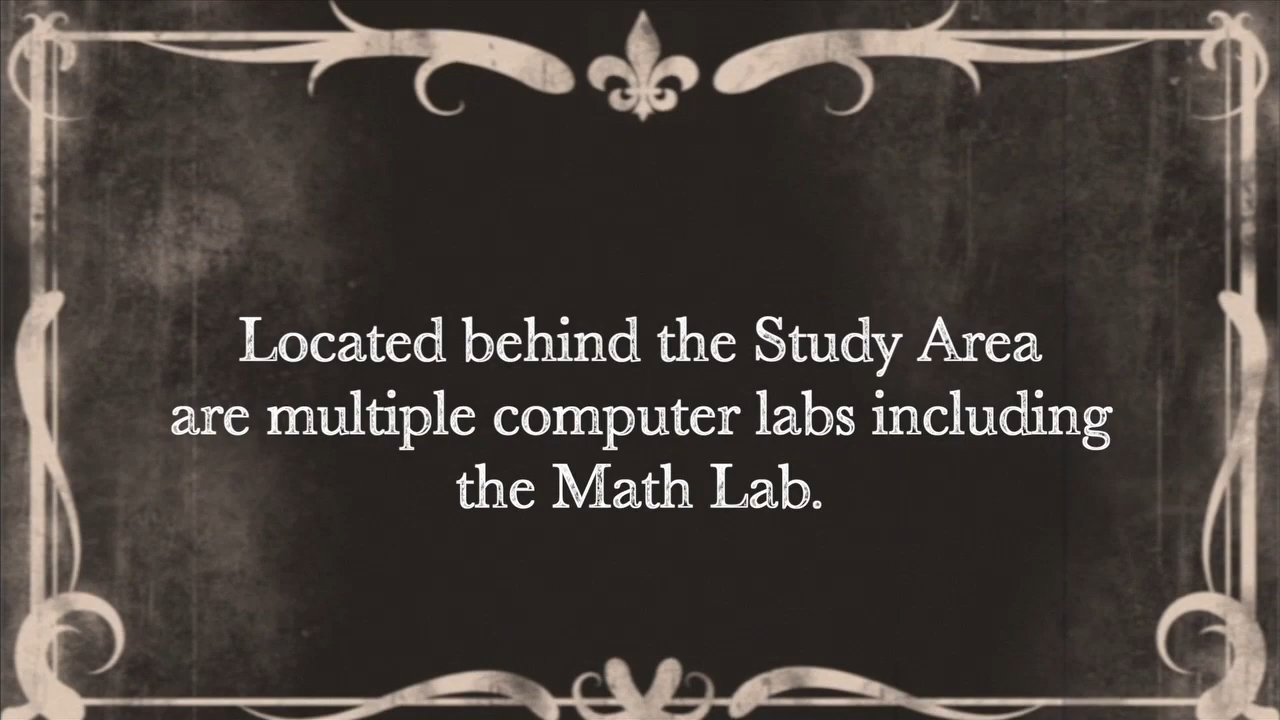 Located behind the Study Area
are multiple computer labs including
the Math Lab.